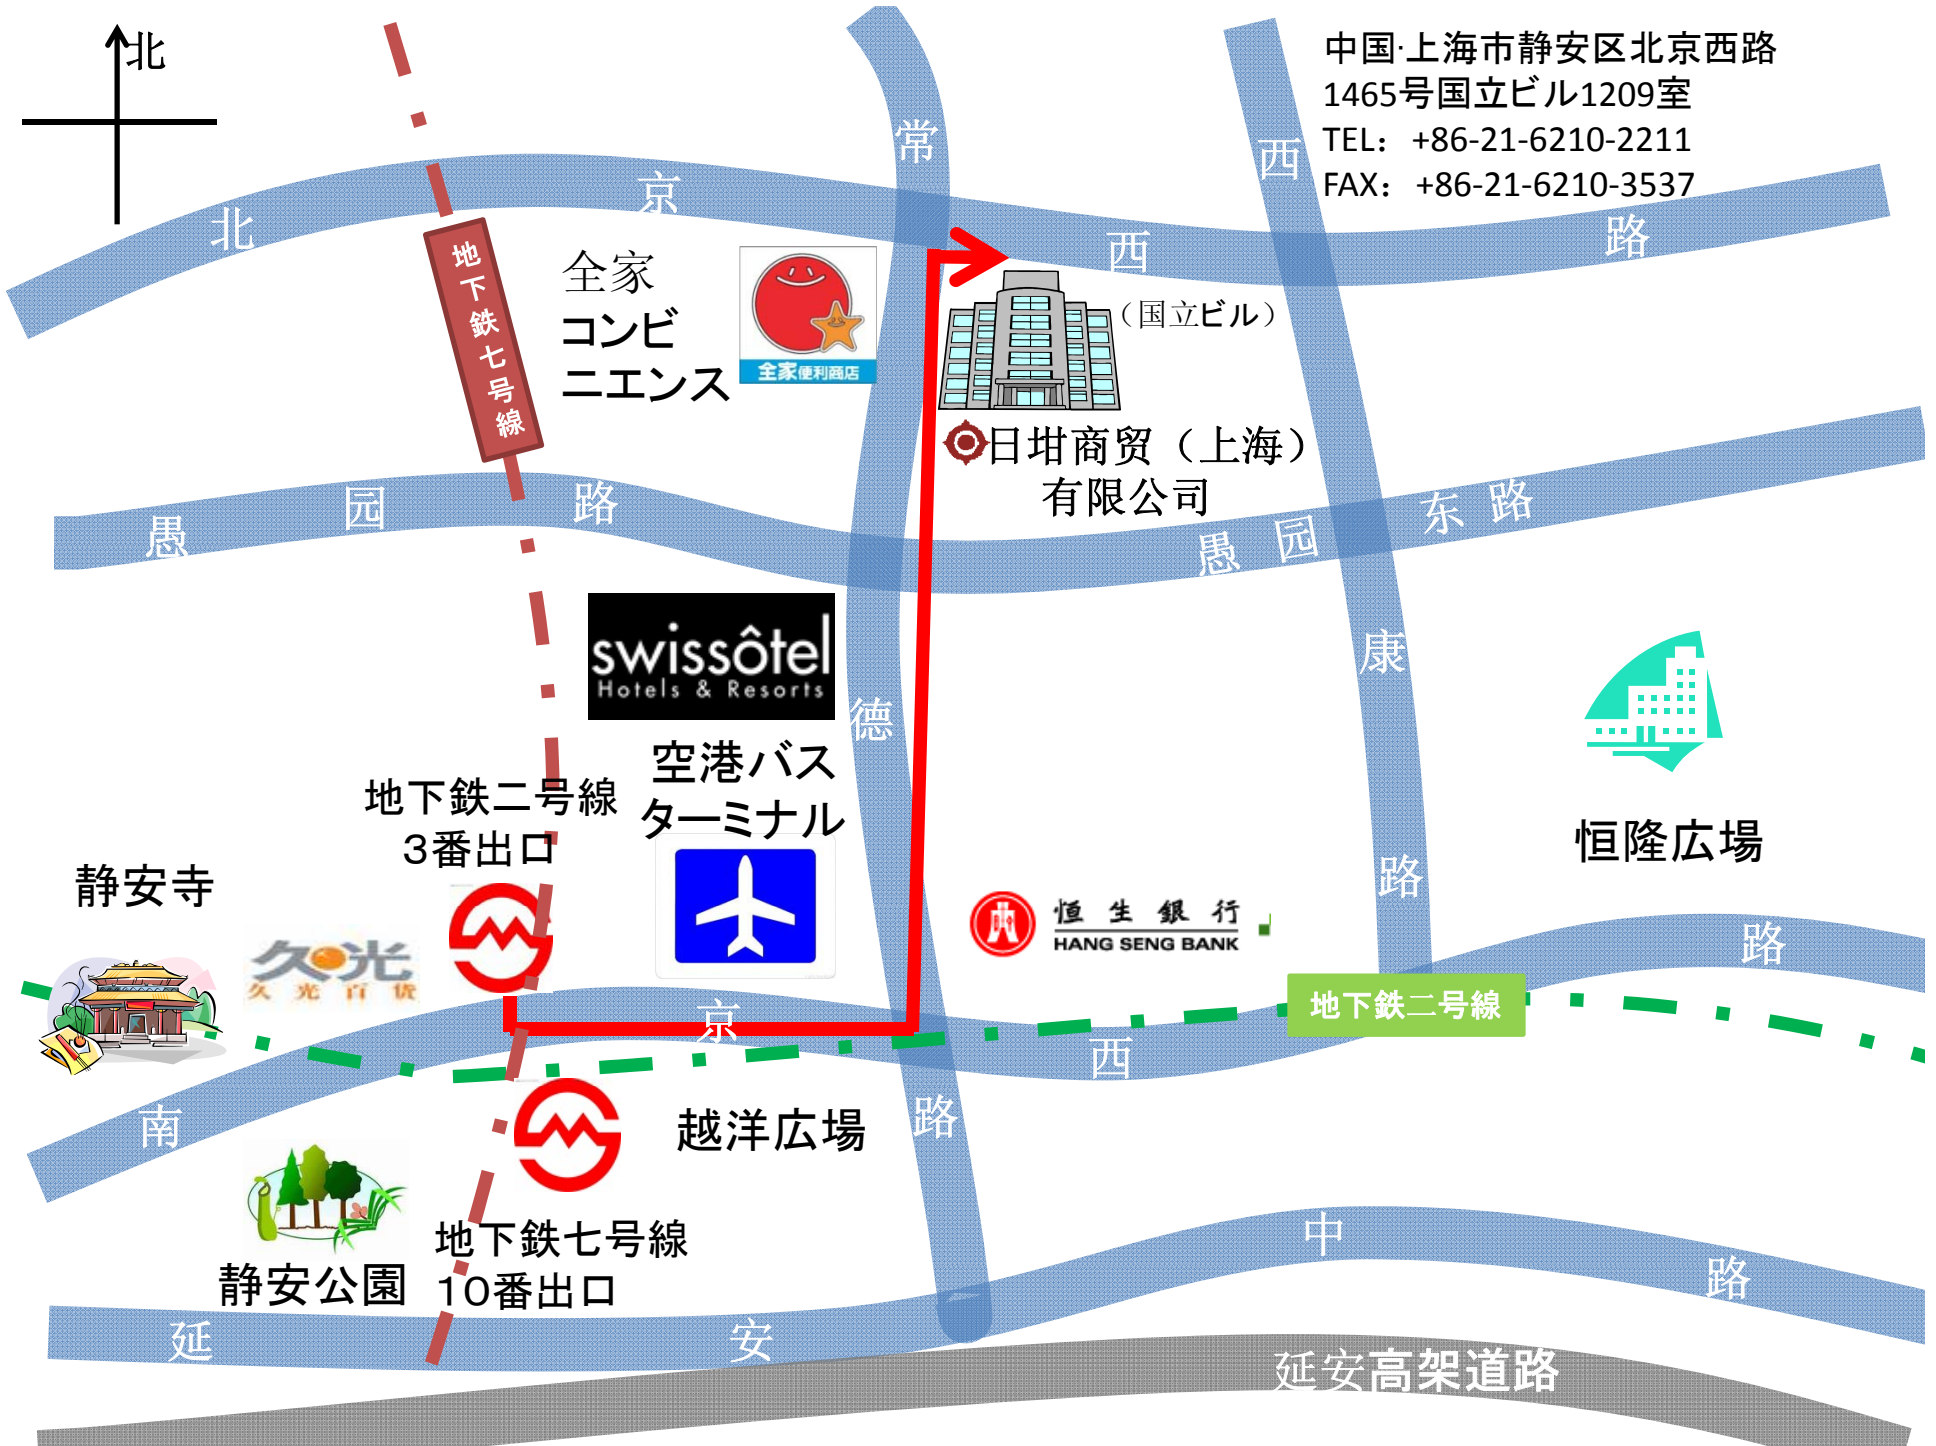 北
中国·上海市静安区北京西路
1465号国立ビル1209室
TEL： +86-21-6210-2211
FAX： +86-21-6210-3537
北京西路
常德路
西康路
地下鉄七号線
全家
コンビ
ニエンス
全家便利商店
（国立ビル）
日坩商贸（上海）
有限公司
愚园路
愚园东路
swissôtel
Hotels & Resorts
空港バス
ターミナル
地下鉄二号線
3番出口
静安寺
久光
久光百货
恒生銀行
HANG SENG BANK
恒隆広場
地下鉄二号線
南京西路
越洋広場
静安公園
地下鉄七号線
10番出口
延安中路
延安高架道路